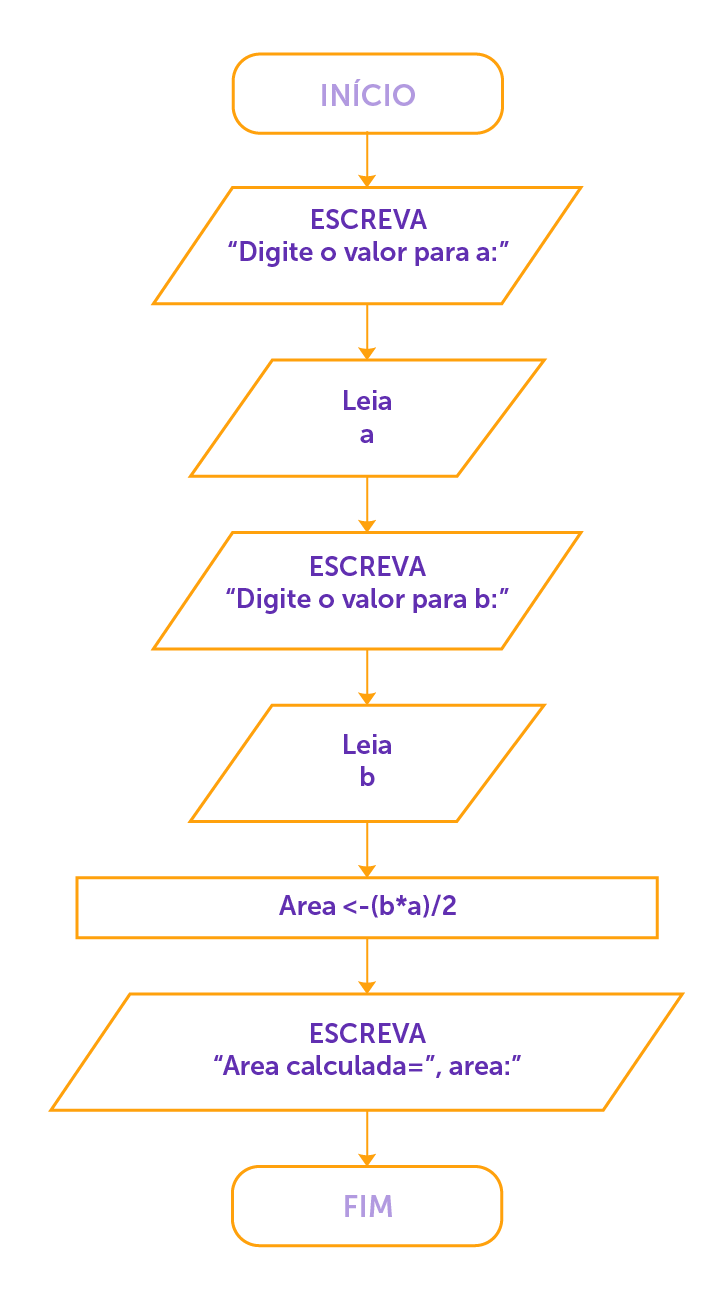 INÍCIO
ESCREVA
“Digite o valor para a:”
Leia
a
ESCREVA
“Digite o valor para b:”
Leia
b
Area <-(b*a)/2
ESCREVA
“Area calculada=”, area:”
FIM